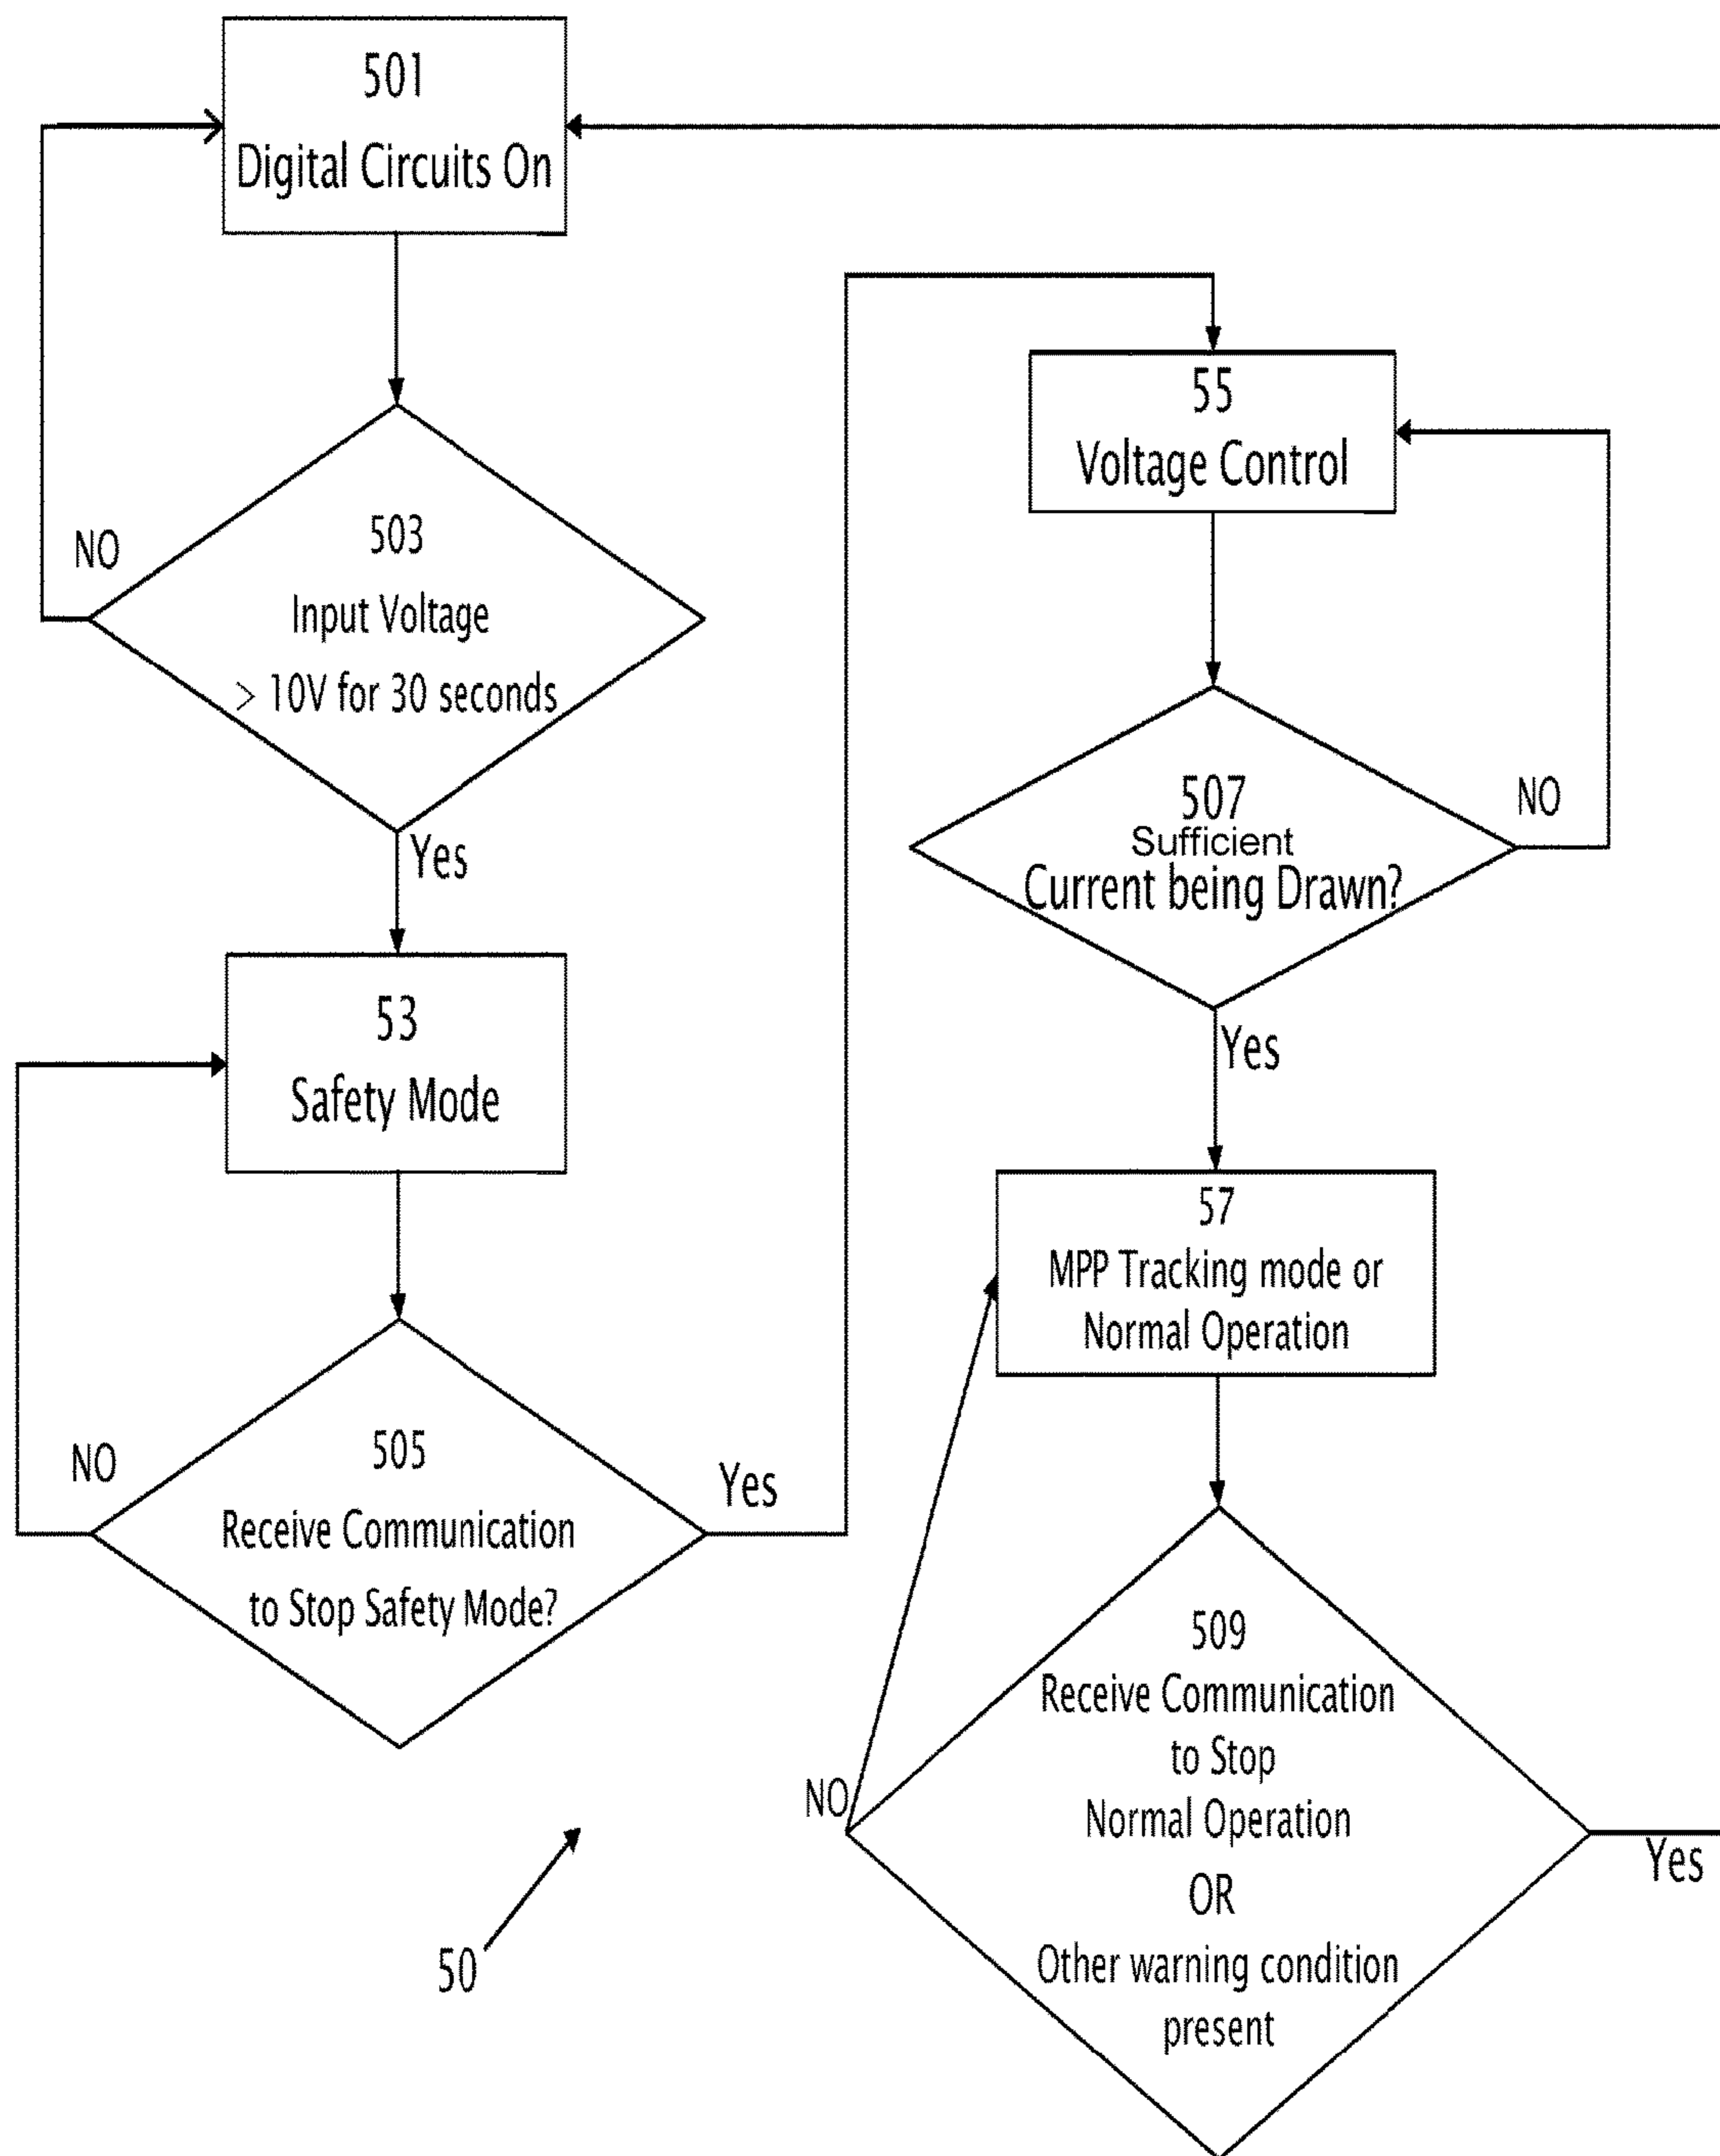 501
Digital Circuits On
503
Input Voltage
> 10V for 30 seconds
NO
Yes
53
Safety Mode
505
Receive Communication
to Stop Safety Mode?
NO
Yes
55
Voltage Control
507
Sufficient
Current being Drawn?
NO
Yes
57
MPP Tracking mode or
Normal Operation
509
Receive Communication
to Stop
Normal Operation
OR
Other warning condition
present
NO
Yes
50